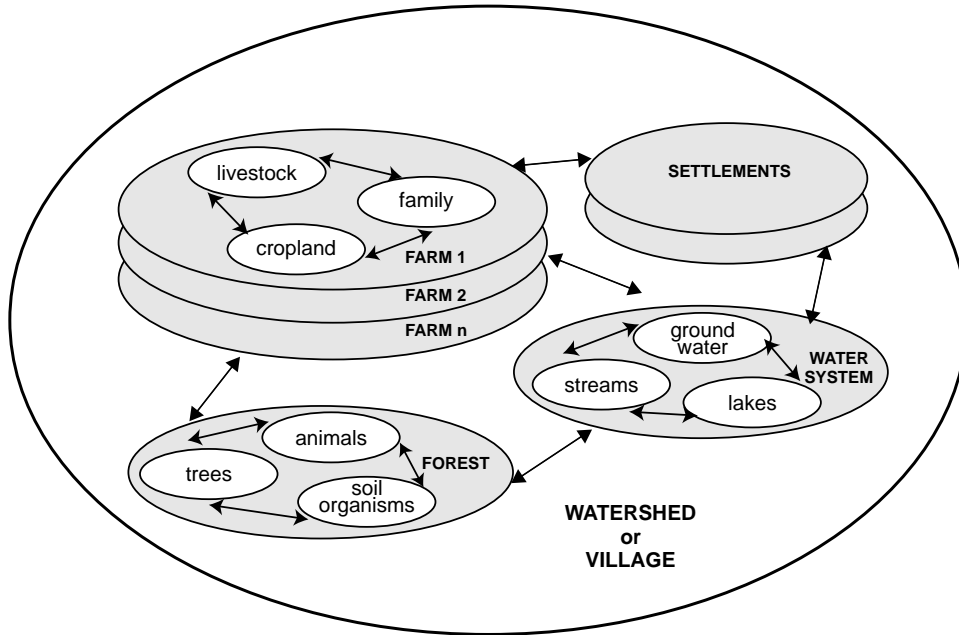 livestock
family
cropland
FARM 1
FARM 2
FARM n
SETTLEMENTS
ground
water
streams
lakes
WATER
SYSTEM
animals
trees
soil
organisms
FOREST
WATERSHED
or
VILLAGE